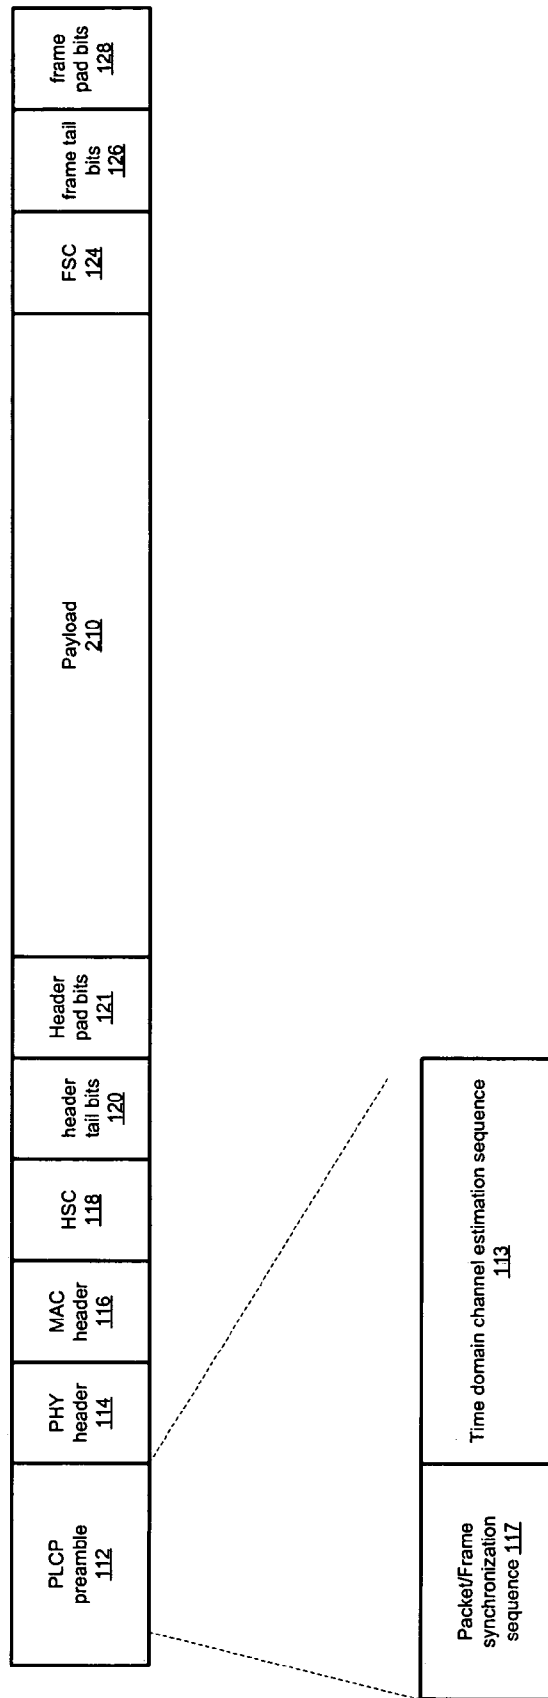 PLCP
preamble
112
PHY
header
114
MAC
header
116
HSC
118
header
tail bits
120
Header
pad bits
121
Payload
210
FSC
124
frame tail
bits
126
frame
pad bits
128
Packet/Frame
synchronization
sequence 117
Time domain channel estimation sequence
113